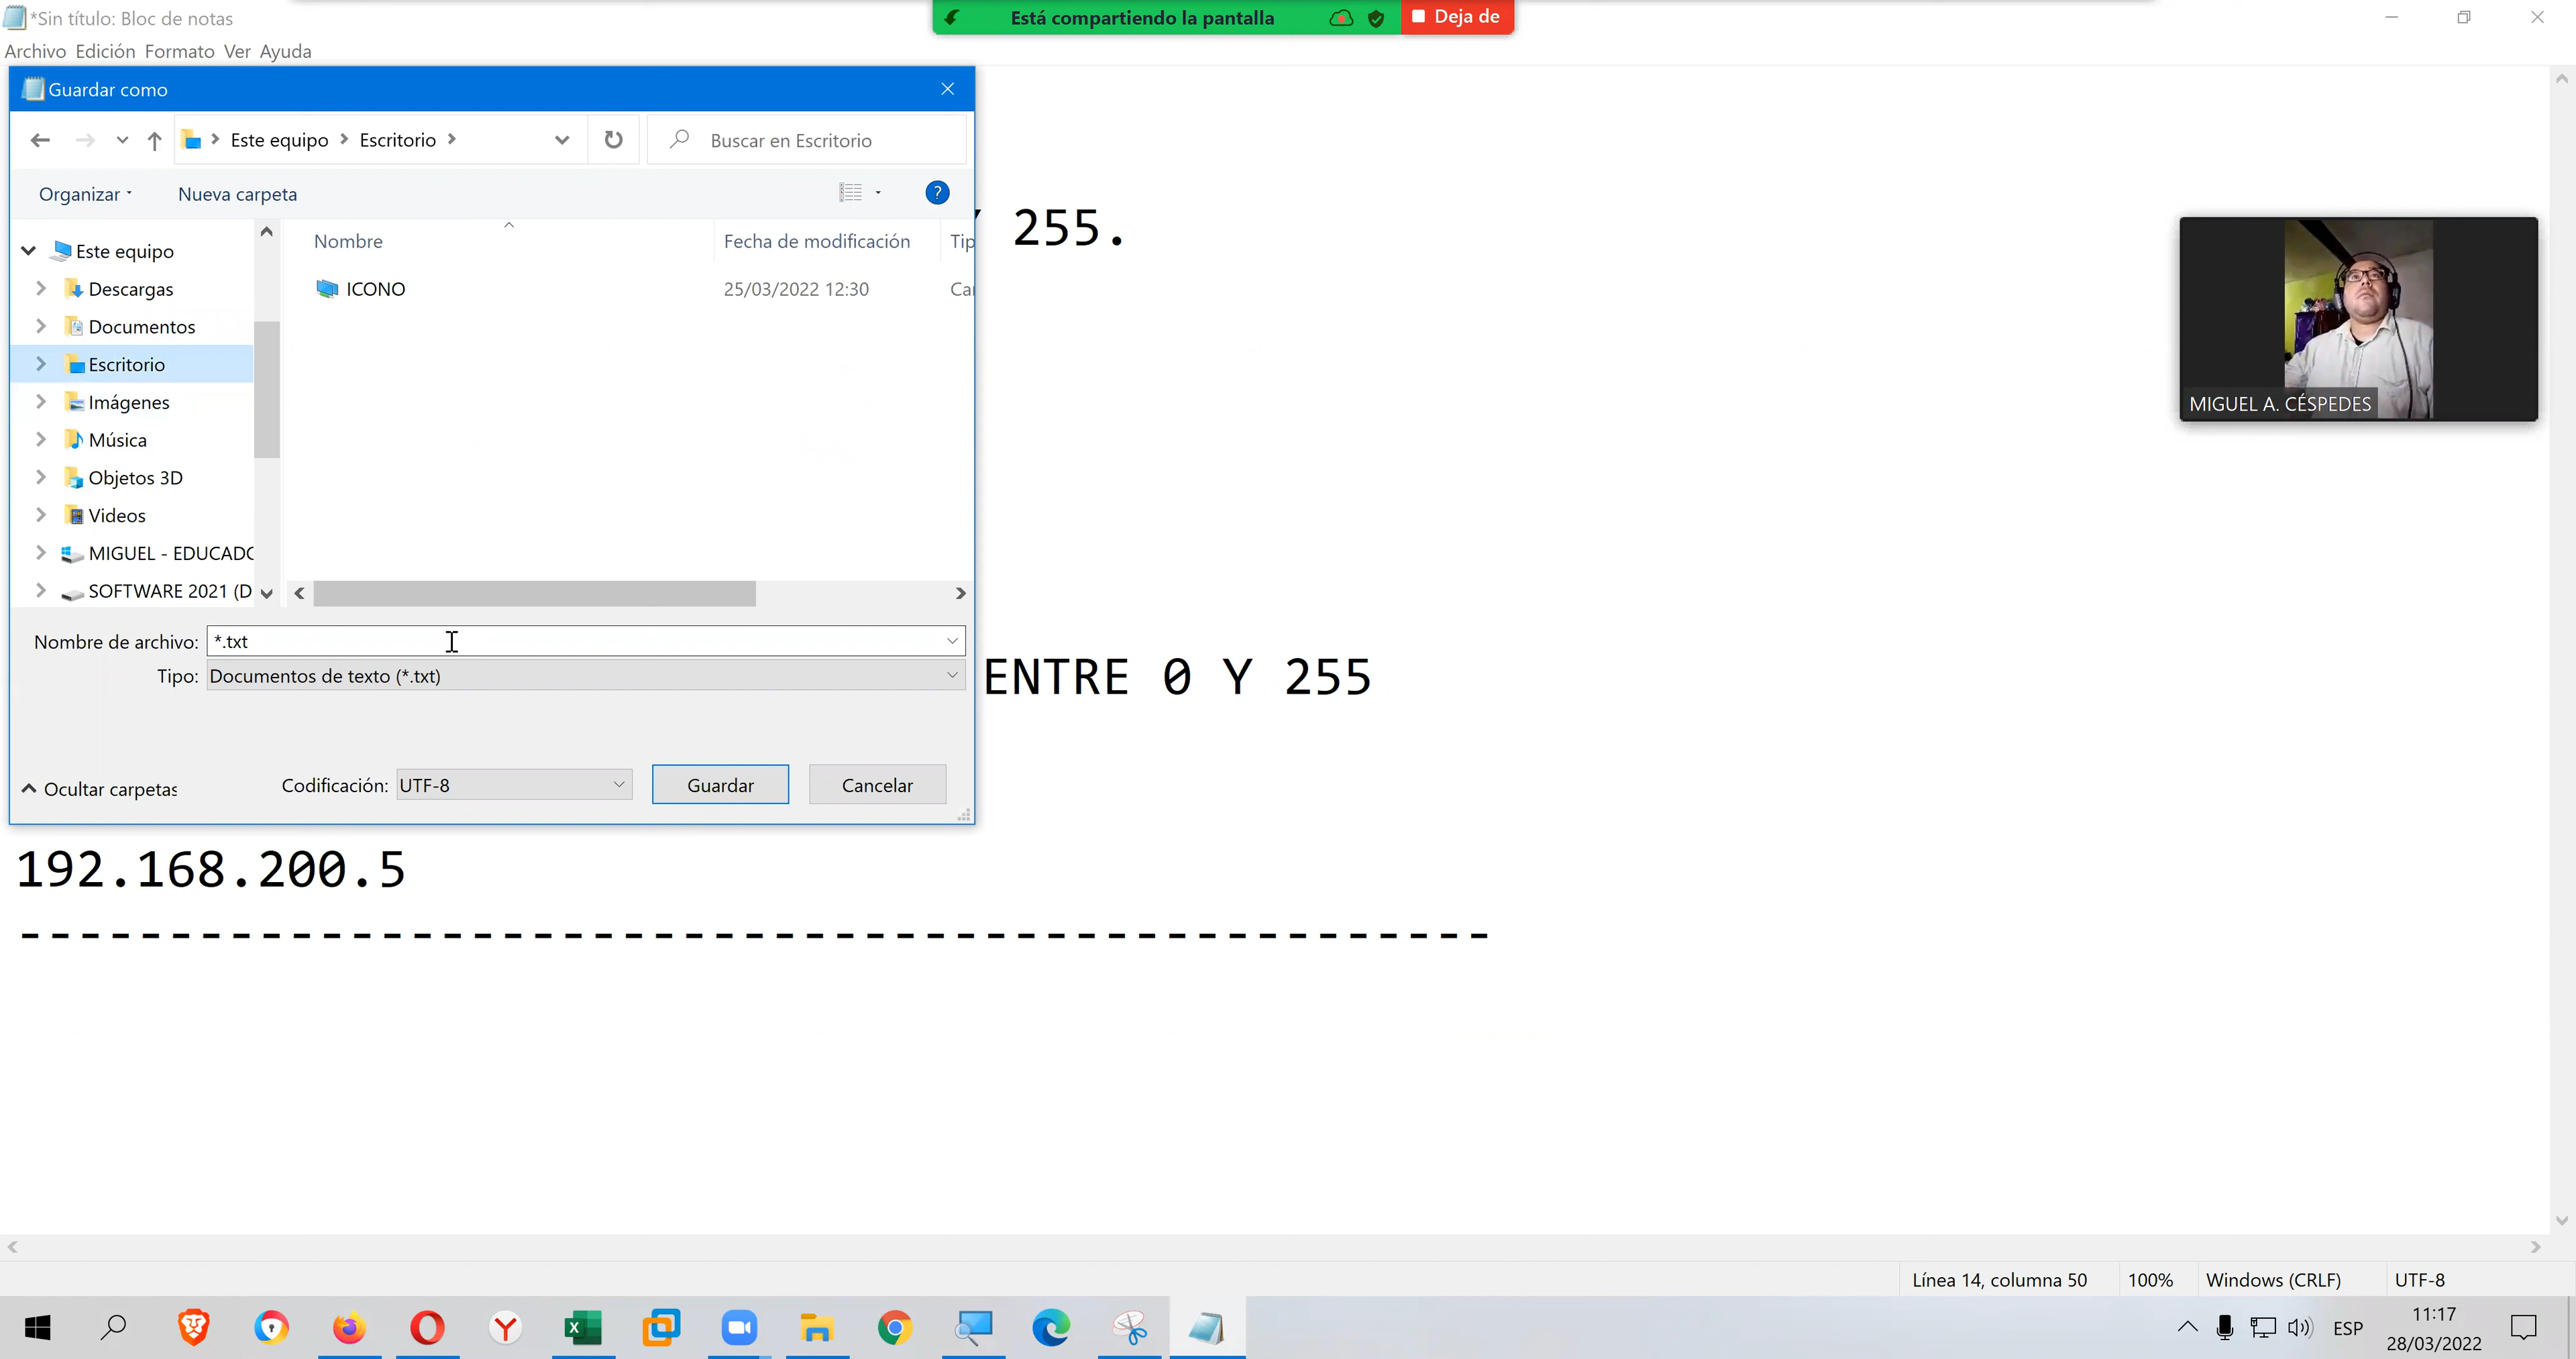 *Sin título: Bloc de notas
Está compartiendo la pantalla
Deja de
Archivo Edición Formato Ver Ayuda
Guardar como
Este equipo
Escritorio
Buscar en Escritorio
Organizar
Nueva carpeta
?
255.
Este equipo
Nombre
Fecha de modificación
Tip
Descargas
ICONO
25/03/2022 12:30
Car
Documentos
Escritorio
Imágenes
MIGUEL A. CÉSPEDES
Música
Objetos 3D
Videos
MIGUEL - EDUCADO
SOFTWARE 2021 (D
Nombre de archivo: *.txt
Tipo: Documentos de texto (*.txt)
ENTRE 0 Y 255
Ocultar carpetas
Codificación: UTF-8
Guardar
Cancelar
192.168.200.5
-------------------------------------------------
Línea 14, columna 50
100%
Windows (CRLF)
UTF-8
ESP
11:17
28/03/2022